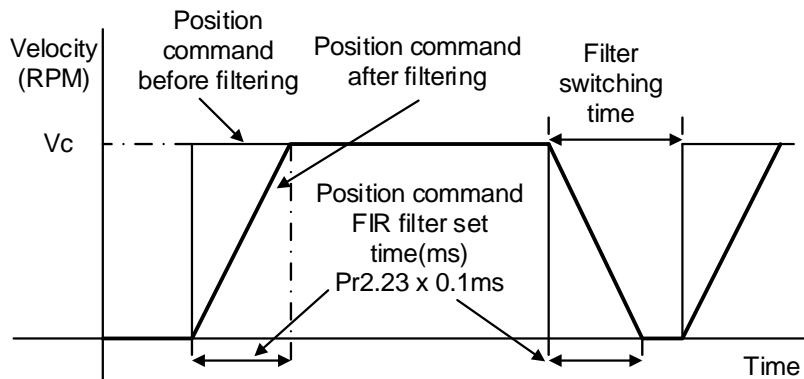 Velocity
(RPM)
Position
command
before filtering
Position command
after filtering
Filter
switching
time
Vc
Position command
FIR filter set
time(ms)
Pr2.23 x 0.1ms
Time